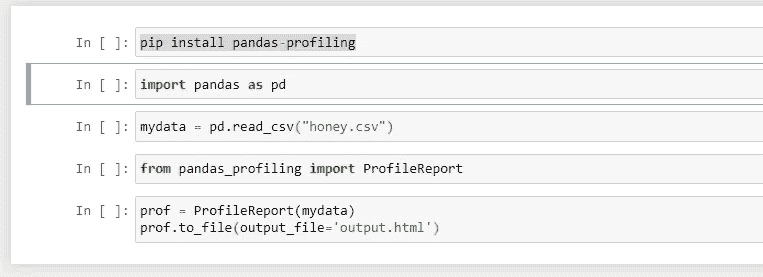 In [ ]: pip install pandas-profiling
In [ ]: import pandas as pd
In [ ]: mydata = pd.read_csv("honey.csv")
In [ ]: from pandas_profiling import ProfileReport
In [ ]: prof = ProfileReport(mydata)
prof.to_file(output_file='output.html')